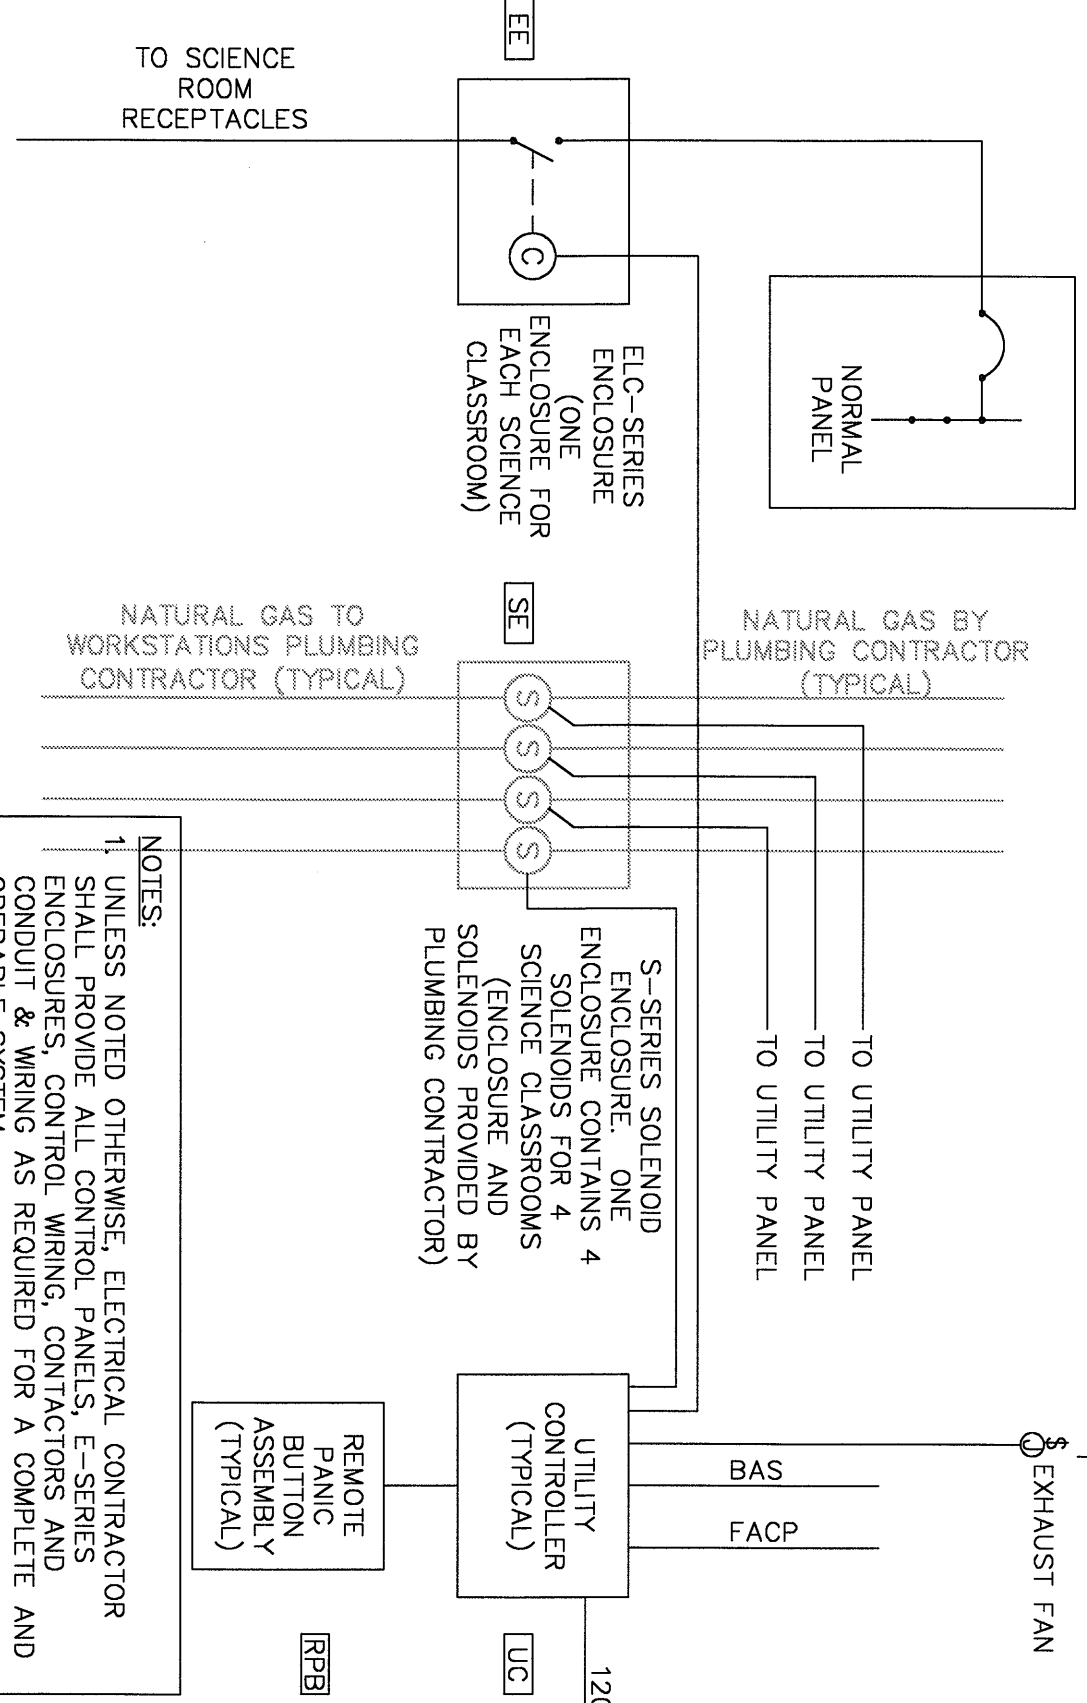 EE
TO SCIENCE
ROOM
RECEPTACLES
C
NORMAL
PANEL
ELC-SERIES
ENCLOSURE
(ONE
ENCLOSURE FOR
EACH SCIENCE
CLASSROOM)
SE
NATURAL GAS TO
WORKSTATIONS PLUMBING
CONTRACTOR (TYPICAL)
NATURAL GAS BY
PLUMBING CONTRACTOR
(TYPICAL)
S
S
S
S
TO UTILITY PANEL
TO UTILITY PANEL
TO UTILITY PANEL
S-SERIES SOLENOID
ENCLOSURE. ONE
ENCLOSURE CONTAINS 4
SOLENOIDS FOR 4
SCIENCE CLASSROOMS
(ENCLOSURE AND
SOLENOIDS PROVIDED BY
PLUMBING CONTRACTOR)
$
J
EXHAUST FAN
BAS
FACP
UTILITY
CONTROLLER
(TYPICAL)
UC
REMOTE
PANIC
BUTTON
ASSEMBLY
(TYPICAL)
RPB
NOTES:
1. UNLESS NOTED OTHERWISE, ELECTRICAL CONTRACTOR
SHALL PROVIDE ALL CONTROL PANELS, E-SERIES
ENCLOSURES, CONTROL WIRING, CONTACTORS AND
CONDUIT & WIRING AS REQUIRED FOR A COMPLETE AND
OPERABLE SYSTEM